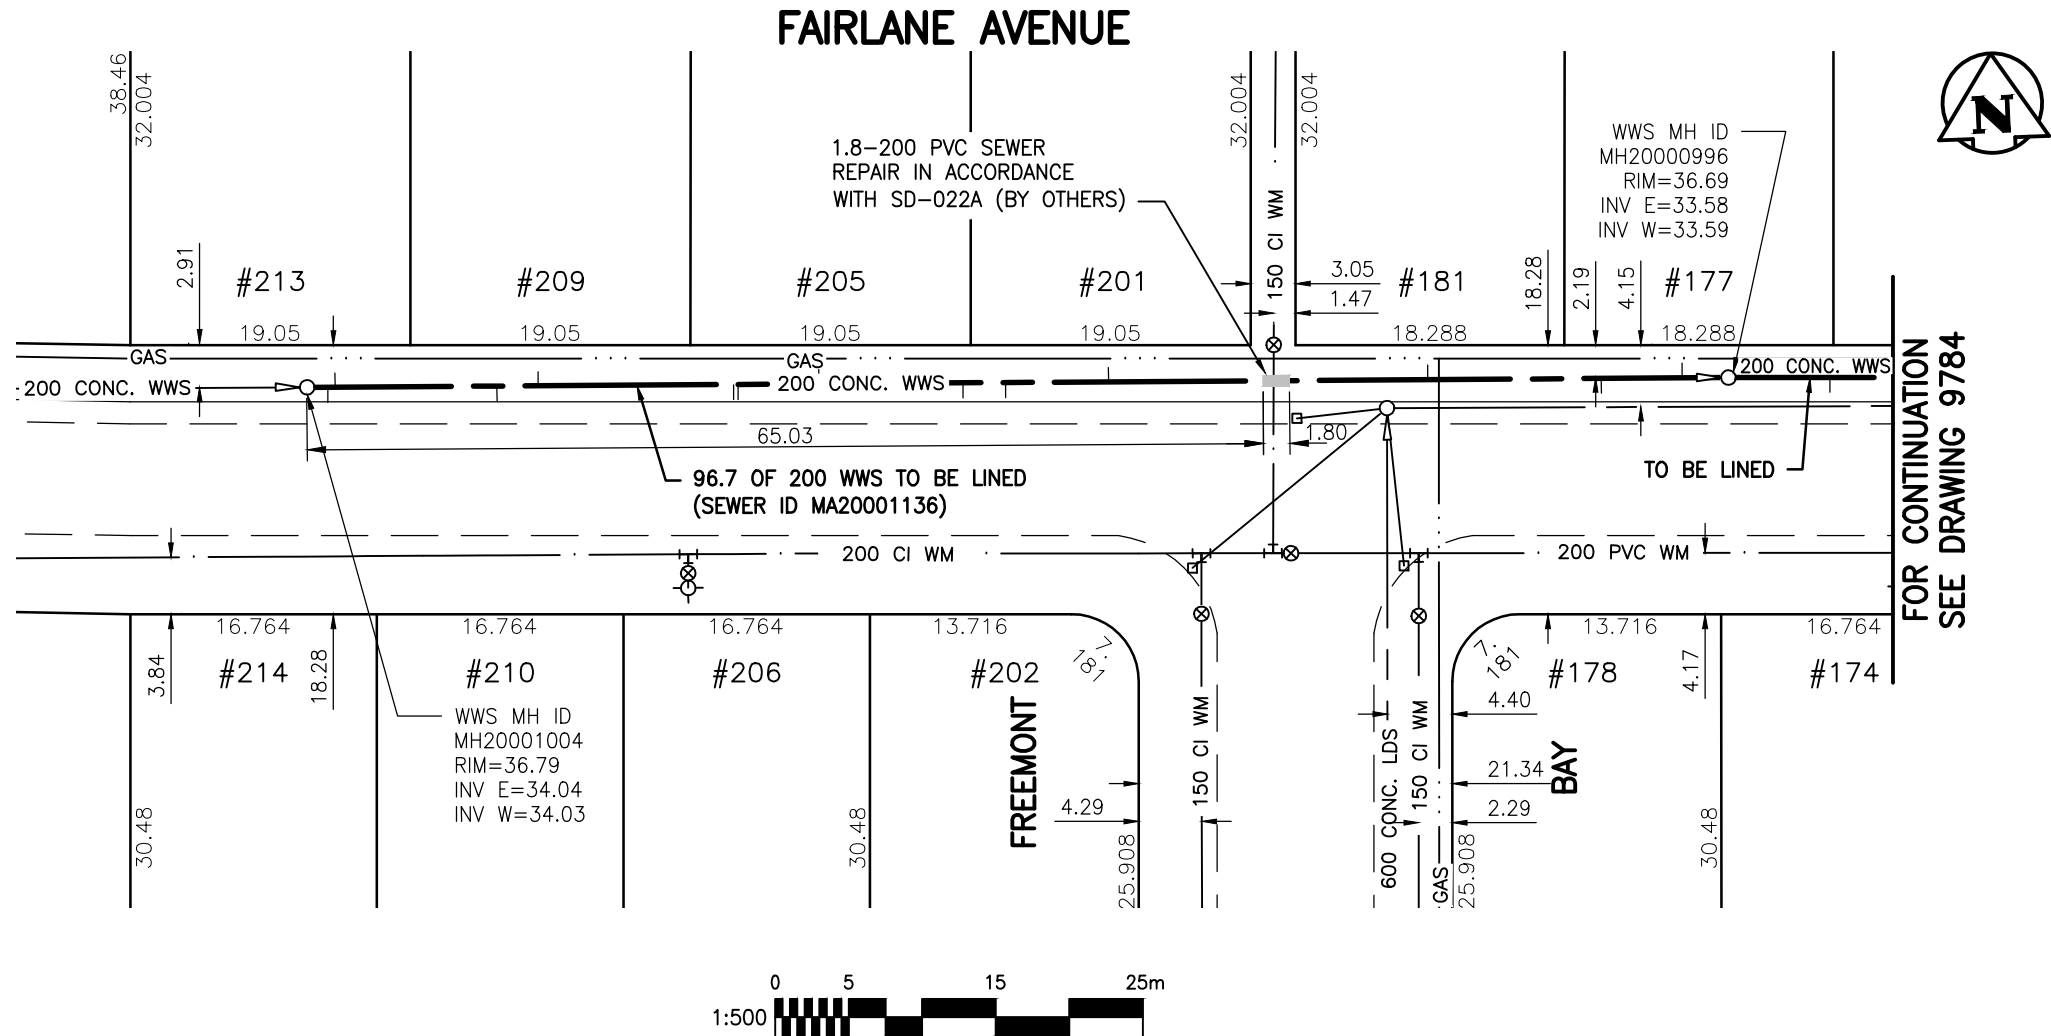 FAIRLANE AVENUE
38.46
32.004
32.004
32.004
N
1.8-200 PVC SEWER
REPAIR IN ACCORDANCE
WITH SD-022A (BY OTHERS)
150 CI WM
WWS MH ID
MH20000996
RIM=36.69
INV E=33.58
INV W=33.59
2.91
#213
#209
#205
#201
3.05
1.47
#181
18.28
2.19
4.15
#177
19.05
19.05
19.05
19.05
18.288
18.288
GAS
GAS
200 CONC. WWS
200 CONC. WWS
200 CONC. WWS
65.03
1.80
96.7 OF 200 WWS TO BE LINED
(SEWER ID MA20001136)
TO BE LINED
FOR CONTINUATION
SEE DRAWING 9784
200 CI WM
200 PVC WM
16.764
16.764
16.764
13.716
7.
181
7.
181
13.716
16.764
3.84
#214
18.28
#210
#206
#202
#178
4.17
#174
WWS MH ID
MH20001004
RIM=36.79
INV E=34.04
INV W=34.03
FREEMONT
BAY
150 CI WM
600 CONC. LDS
150 CI WM
GAS
4.40
21.34
2.29
4.29
30.48
30.48
25.908
25.908
30.48
0 5 15 25m
1:500